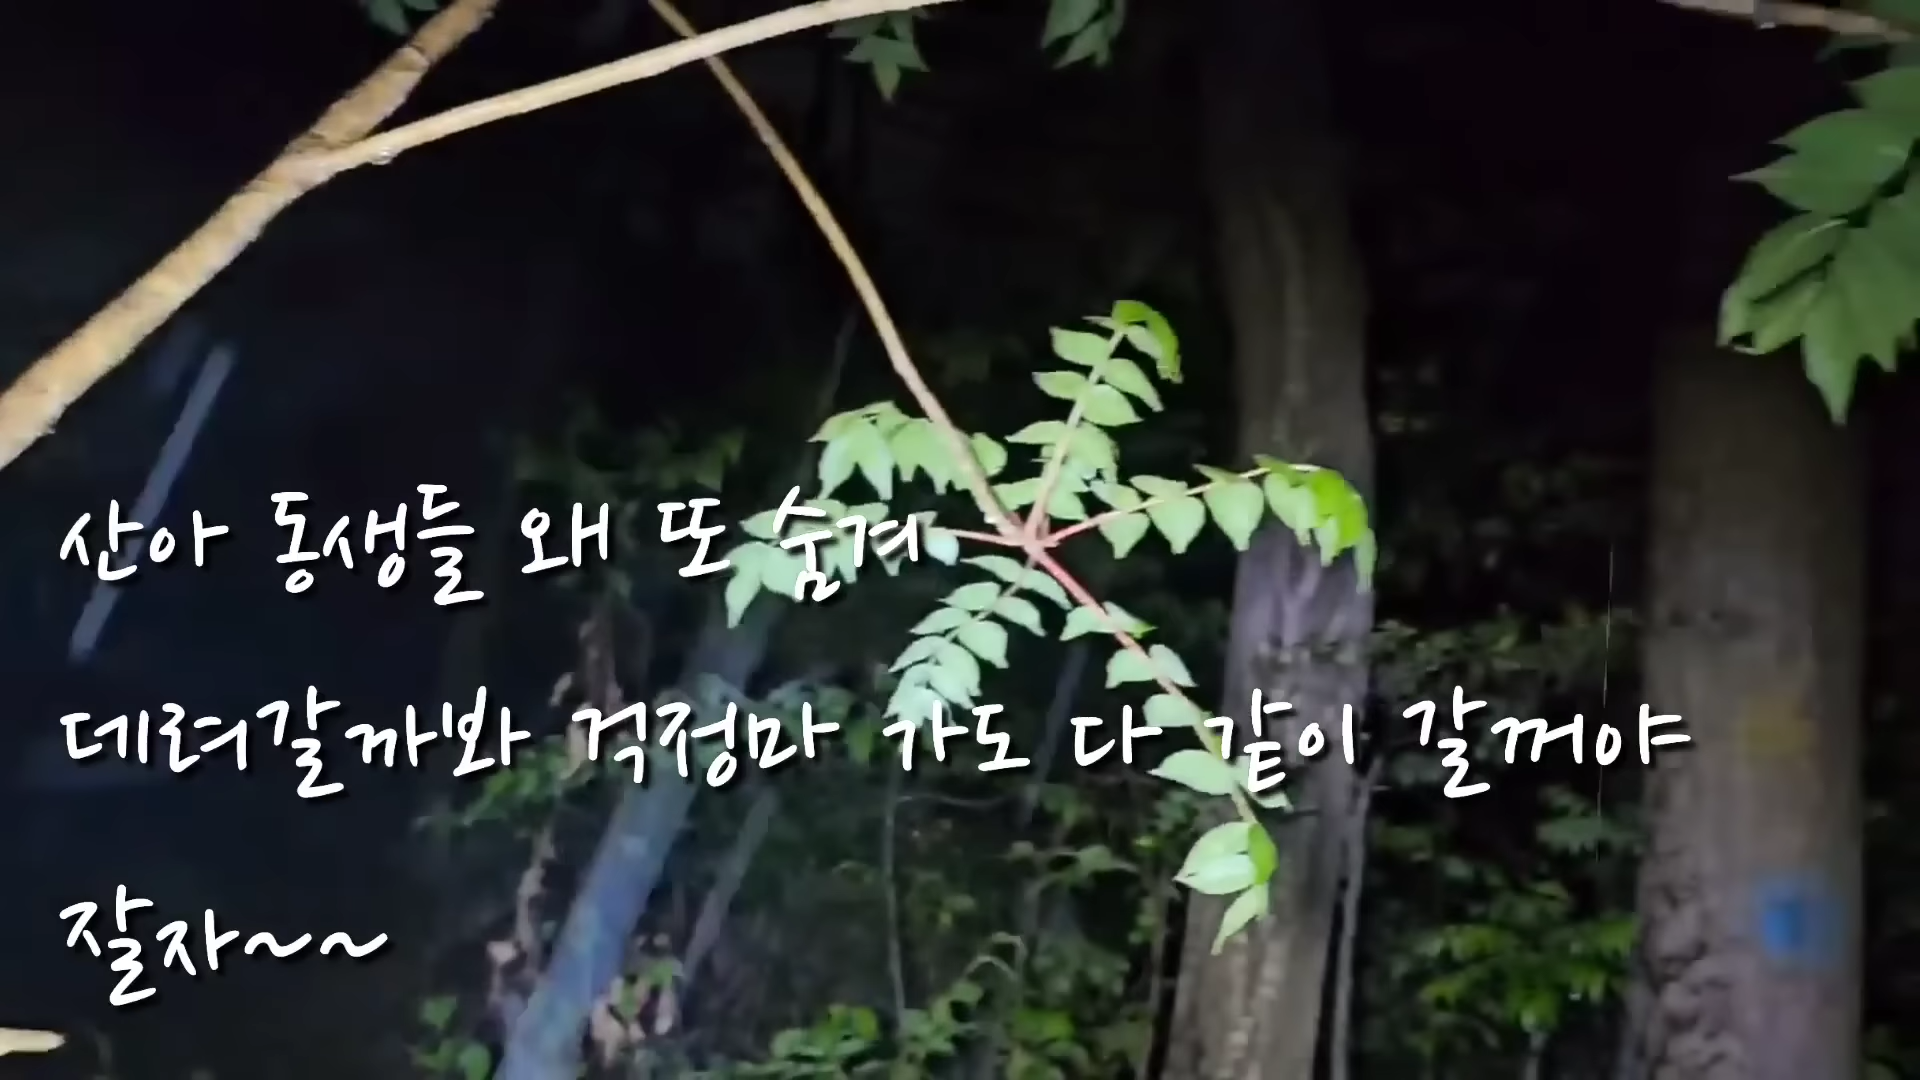 산아 동생들 왜 또 숨겨
데려갈까봐 걱정마 가도 다 같이 갈꺼야
잘자~~